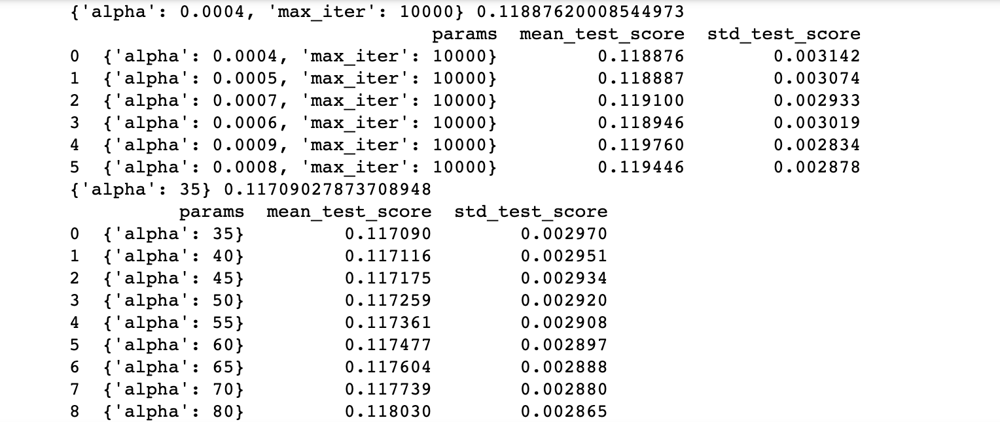 {'alpha': 0.0004, 'max_iter': 10000} 0.11887620008544973
params mean_test_score std_test_score
0 {'alpha': 0.0004, 'max_iter': 10000} 0.118876 0.003142
1 {'alpha': 0.0005, 'max_iter': 10000} 0.118887 0.003074
2 {'alpha': 0.0007, 'max_iter': 10000} 0.119100 0.002933
3 {'alpha': 0.0006, 'max_iter': 10000} 0.118946 0.003019
4 {'alpha': 0.0009, 'max_iter': 10000} 0.119760 0.002834
5 {'alpha': 0.0008, 'max_iter': 10000} 0.119446 0.002878
{'alpha': 35} 0.11709027873708948
params mean_test_score std_test_score
0 {'alpha': 35} 0.117090 0.002970
1 {'alpha': 40} 0.117116 0.002951
2 {'alpha': 45} 0.117175 0.002934
3 {'alpha': 50} 0.117259 0.002920
4 {'alpha': 55} 0.117361 0.002908
5 {'alpha': 60} 0.117477 0.002897
6 {'alpha': 65} 0.117604 0.002888
7 {'alpha': 70} 0.117739 0.002880
8 {'alpha': 80} 0.118030 0.002865